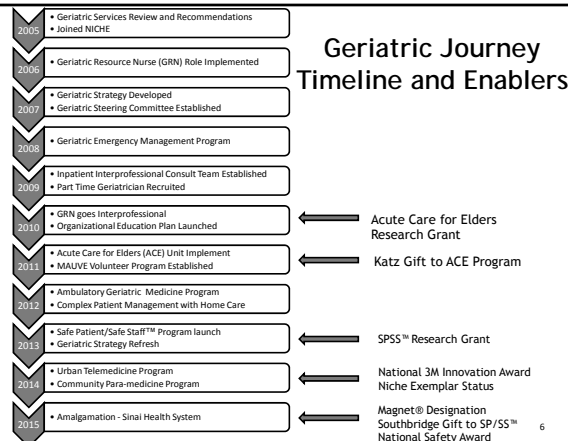 Geriatric Journey
Timeline and Enablers
2005
• Geriatric Services Review and Recommendations
• Joined NICHE
2006
• Geriatric Resource Nurse (GRN) Role Implemented
2007
• Geriatric Strategy Developed
• Geriatric Steering Committee Established
2008
• Geriatric Emergency Management Program
2009
• Inpatient Interprofessional Consult Team Established
• Part Time Geriatrician Recruited
2010
• GRN goes Interprofessional
• Organizational Education Plan Launched
Acute Care for Elders
Research Grant
2011
• Acute Care for Elders (ACE) Unit Implement
• MAUVE Volunteer Program Established
Katz Gift to ACE Program
2012
• Ambulatory Geriatric Medicine Program
• Complex Patient Management with Home Care
2013
• Safe Patient/Safe Staff™ Program launch
• Geriatric Strategy Refresh
SPSS™ Research Grant
2014
• Urban Telemedicine Program
• Community Para-medicine Program
National 3M Innovation Award
Niche Exemplar Status
2015
• Amalgamation - Sinai Health System
Magnet® Designation
Southbridge Gift to SP/SS™
National Safety Award
6